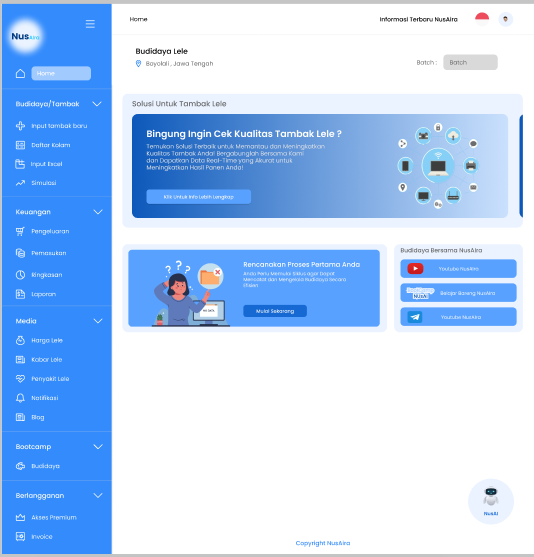 NusAira
Home
Budidaya/Tambak
Input tambak baru
Daftar Kolam
Input Excel
Simulasi
Keuangan
Pengeluaran
Pemasukan
Ringkasan
Laporan
Media
Harga Lele
Kabar Lele
Penyakit Lele
Notifikasi
Blog
Bootcamp
Budidaya
Berlangganan
Akses Premium
Invoice
Home
Informasi Terbaru NusAira
Budidaya Lele
Boyolali , Jawa Tengah
Batch :
Batch
Solusi Untuk Tambak Lele
Bingung Ingin Cek Kualitas Tambak Lele ?
Temukan Solusi Terbaik untuk Memantau dan Meningkatkan
Kualitas Tambak Anda! Bergabunglah Bersama Kami
dan Dapatkan Data Real-Time yang Akurat untuk
Meningkatkan Hasil Panen Anda!
Klik Untuk Info Lebih Lengkap
? ? ?
NO DATA
Rencanakan Proses Pertama Anda
Anda Perlu Memulai Siklus agar Dapat
Mencatat dan Mengelola Budidaya Secara
Efisien
Mulai Sekarang
Budidaya Bersama NusAira
Youtube NusAira
NUSAI
Belajar Bareng NusAira
Youtube NusAira
NusAI
Copyright NusAira